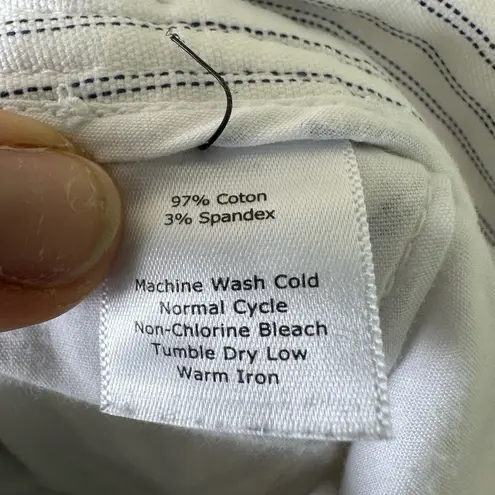 97% Coton
3% Spandex
Machine Wash Cold
Normal Cycle
Non-Chlorine Bleach
Tumble Dry Low
Warm Iron